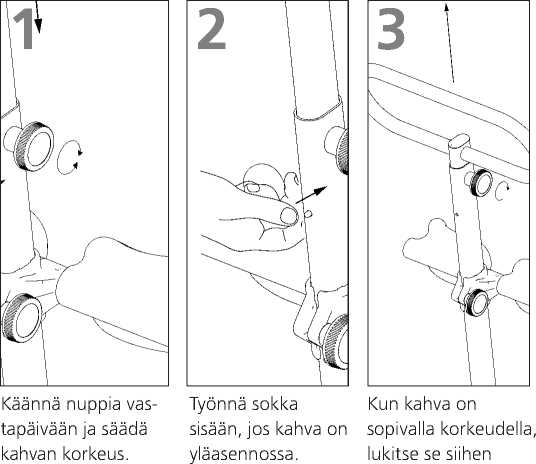 1
2
3
Käännä nuppia vas-
tapäivään ja säädä
kahvan korkeus.
Työnnä sokka
sisään, jos kahva on
yläasennossa.
Kun kahva on
sopivalla korkeudella,
lukitse se siihen